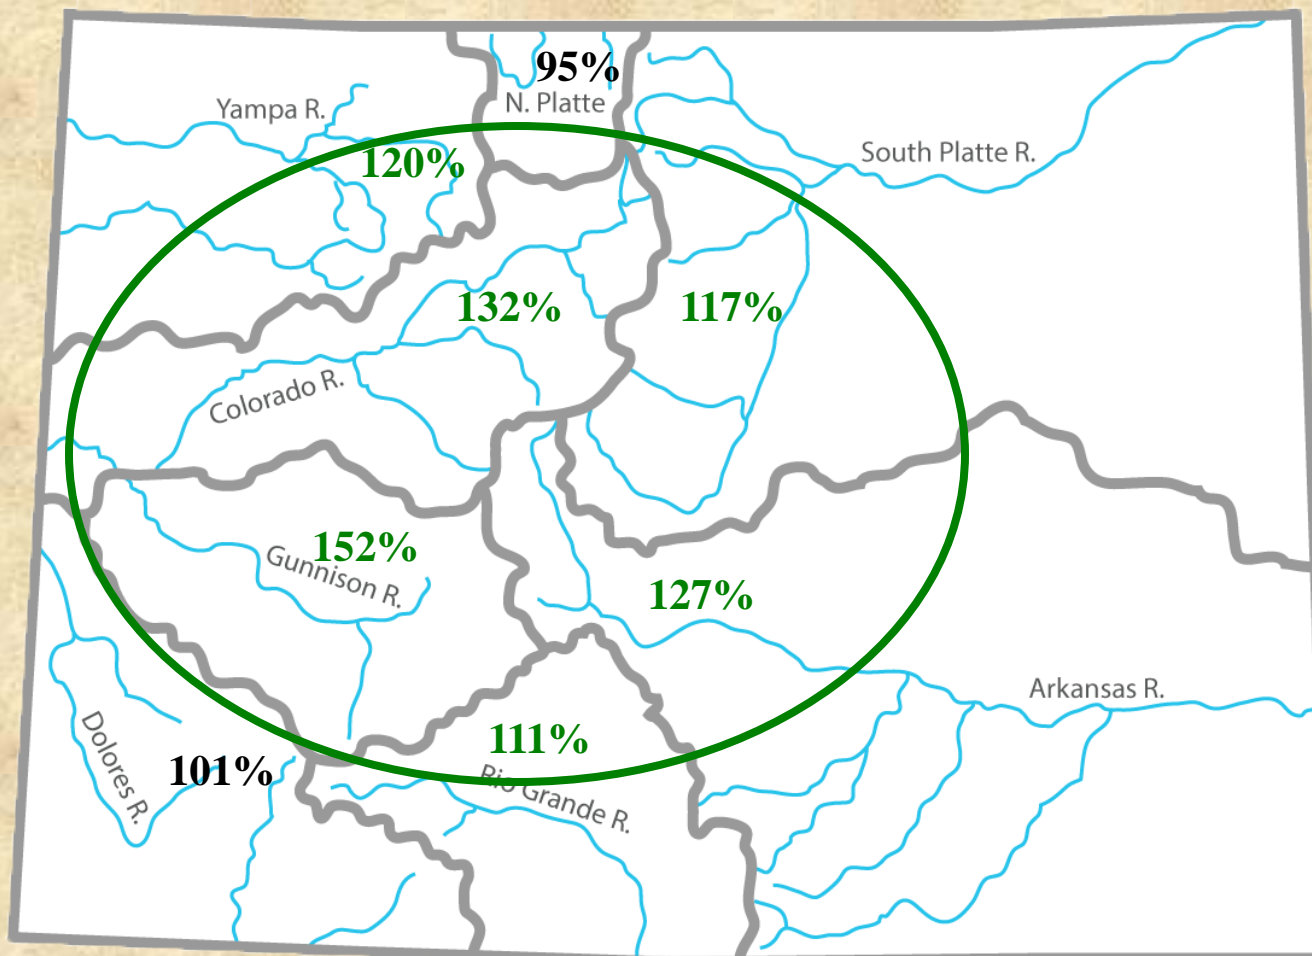 95%
N. Platte
Yampa R.
120%
South Platte R.
132%
117%
Colorado R.
152%
Gunnison R.
127%
Arkansas R.
111%
Dolores R.
101%
Rio Grande R.